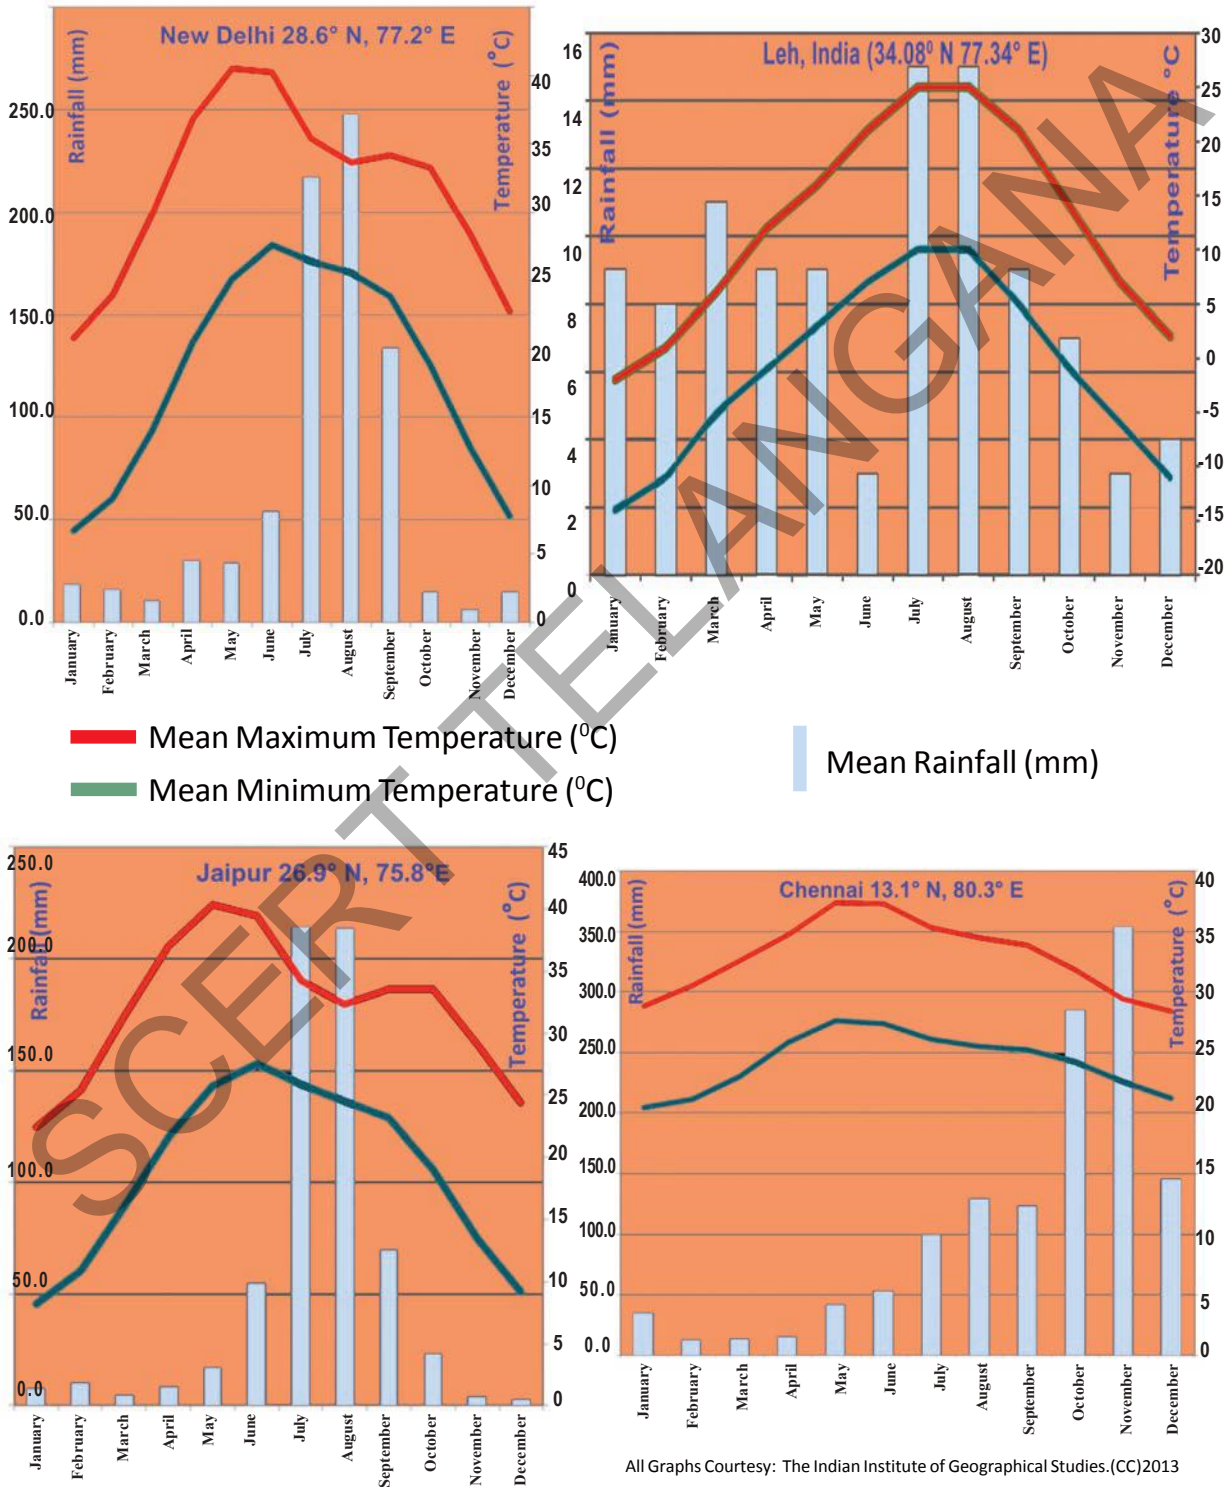 New Delhi 28.6° N, 77.2° E
Rainfall (mm)
Temperature (°C)
250.0
200.0
150.0
100.0
50.0
0.0
40
35
30
25
20
15
10
5
0
January
February
March
April
May
June
July
August
September
October
November
December
Leh, India (34.08⁰ N 77.34° E)
Rainfall (mm)
Temperature °C
16
14
12
10
8
6
4
2
0
30
25
20
15
10
5
0
-5
-10
-15
-20
January
February
March
April
May
June
July
August
September
October
November
December
Mean Maximum Temperature (⁰C)
Mean Minimum Temperature (⁰C)
Mean Rainfall (mm)
Jaipur 26.9° N, 75.8°E
Rainfall (mm)
Temperature (°C)
250.0
200.0
150.0
100.0
50.0
0.0
45
40
35
30
25
20
15
10
5
0
January
February
March
April
May
June
July
August
September
October
November
December
Chennai 13.1° N, 80.3° E
Rainfall (mm)
Temperature (°C)
400.0
350.0
300.0
250.0
200.0
150.0
100.0
50.0
0.0
40
35
30
25
20
15
10
5
0
January
February
March
April
May
June
July
August
September
October
November
December
All Graphs Courtesy: The Indian Institute of Geographical Studies.(CC)2013
SCERT TELANGANA